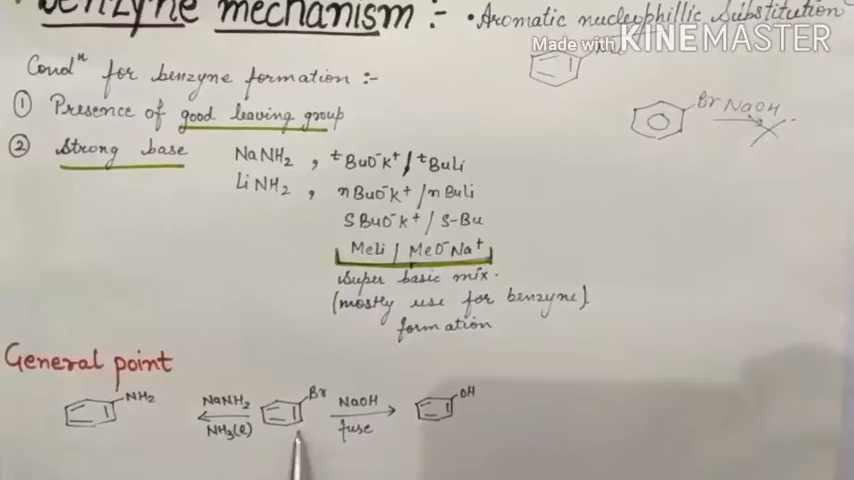 Benzyne mechanism :- • Aromatic nucleophillic Substitution
Made with KINEMASTER
Condⁿ for benzyne formation :-
① Presence of good leaving group
Br NaOH
② Strong base NaNH₂ , ᵗBuO⁻K⁺ / ᵗBuLi
LiNH₂ , nBuO⁻K⁺ / nBuli
SBuO⁻K⁺ / S-Bu
Meli / MeO⁻Na⁺
Super basic mix.
(mostly use for benzyne)
formation
General point
NH₂ NaNH₂ Br NaOH OH
NH₃(l) fuse